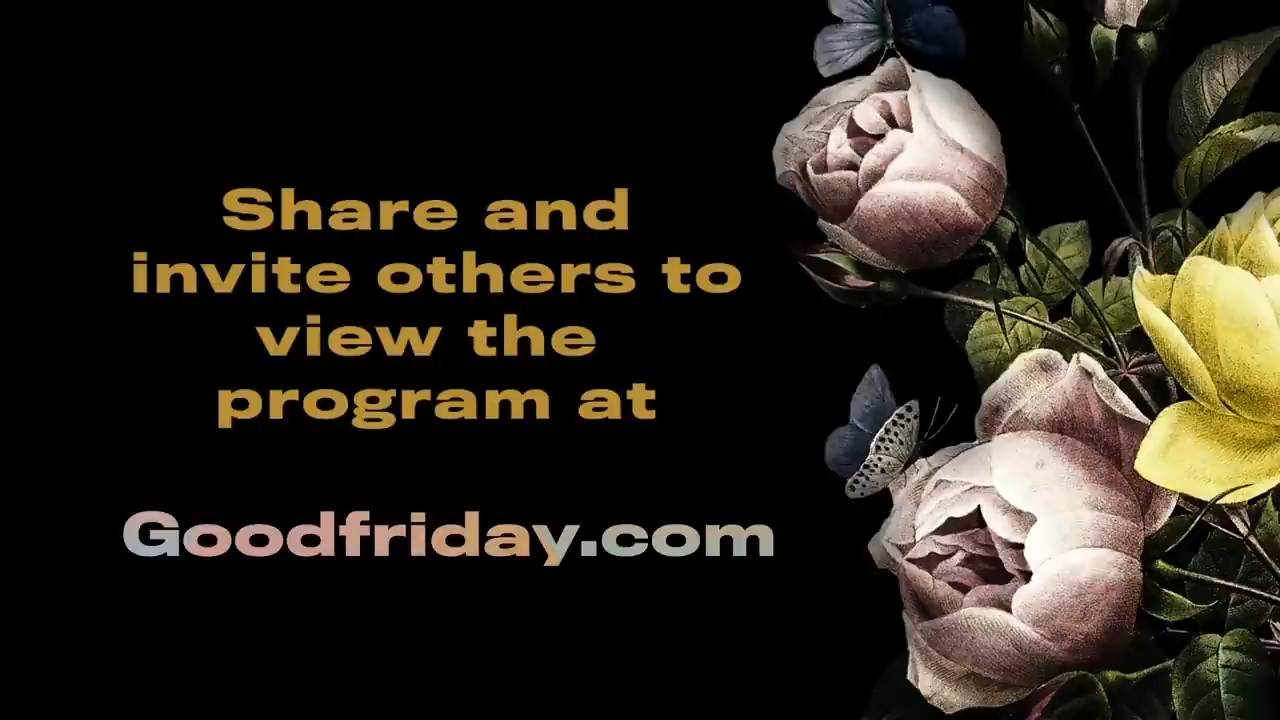 Share and
invite others to
view the
program at
Goodfriday.com